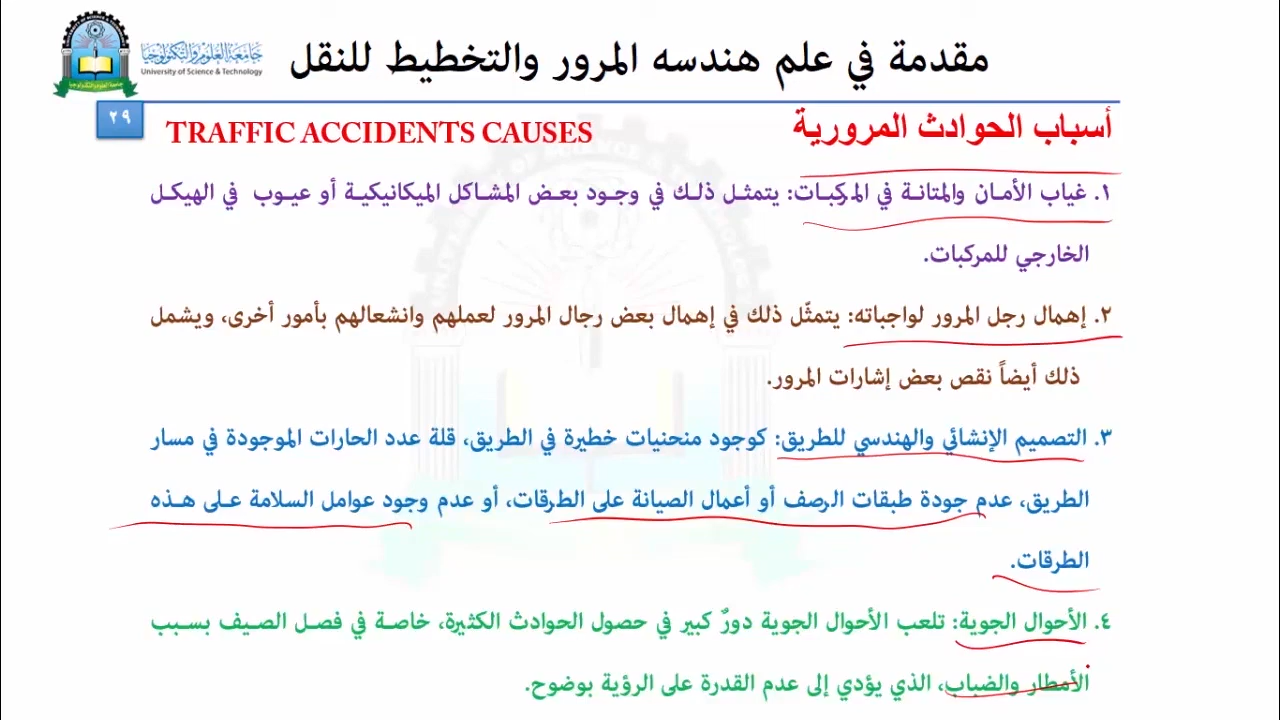 جامعة العلوم والتكنولوجيا
University of Science & Technology
مقدمة في علم هندسه المرور والتخطيط للنقل
٢٩
أسباب الحوادث المرورية
TRAFFIC ACCIDENTS CAUSES
١. غياب الأمان والمتانة في المركبات: يتمثل ذلك في وجود بعض المشاكل الميكانيكية أو عيوب في الهيكل
الخارجي للمركبات.
٢. إهمال رجل المرور لواجباته: يتمثّل ذلك في إهمال بعض رجال المرور لعملهم وانشعالهم بأمور أخرى، ويشمل
ذلك أيضاً نقص بعض إشارات المرور.
٣. التصميم الإنشائي والهندسي للطريق: كوجود منحنيات خطيرة في الطريق، قلة عدد الحارات الموجودة في مسار
الطريق، عدم جودة طبقات الرصف أو أعمال الصيانة على الطرقات، أو عدم وجود عوامل السلامة على هذه
الطرقات.
٤. الأحوال الجوية: تلعب الأحوال الجوية دورٌ كبير في حصول الحوادث الكثيرة، خاصة في فصل الصيف بسبب
الأمطار والضباب، الذي يؤدي إلى عدم القدرة على الرؤية بوضوح.